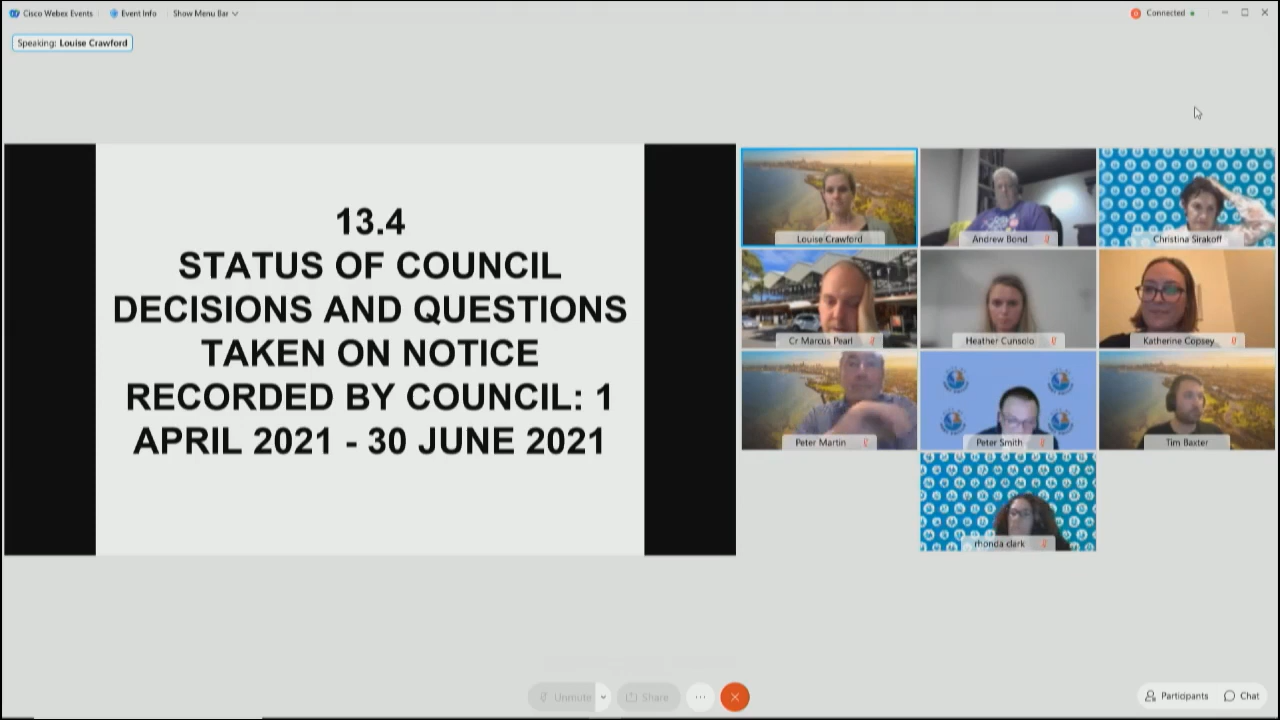 Cisco Webex Events
Event Info
Show Menu Bar
Connected
Speaking: Louise Crawford
13.4
STATUS OF COUNCIL
DECISIONS AND QUESTIONS
TAKEN ON NOTICE
RECORDED BY COUNCIL: 1
APRIL 2021 - 30 JUNE 2021
Louise Crawford
Andrew Bond
Christina Sirakoff
Cr Marcus Pearl
Heather Cunsolo
Katherine Copsey
Peter Martin
Peter Smith
Tim Baxter
rhonda clark
Unmute
Share
Participants
Chat